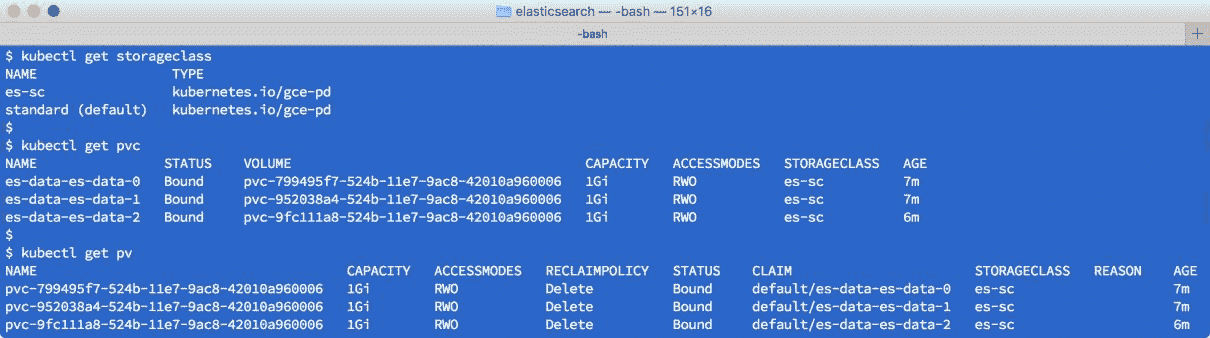 elasticsearch — -bash — 151×16
-bash
+
$ kubectl get storageclass
NAME TYPE
es-sc kubernetes.io/gce-pd
standard (default) kubernetes.io/gce-pd
$
$ kubectl get pvc
NAME STATUS VOLUME CAPACITY ACCESSMODES STORAGECLASS AGE
es-data-es-data-0 Bound pvc-799495f7-524b-11e7-9ac8-42010a960006 1Gi RWO es-sc 7m
es-data-es-data-1 Bound pvc-952038a4-524b-11e7-9ac8-42010a960006 1Gi RWO es-sc 7m
es-data-es-data-2 Bound pvc-9fc111a8-524b-11e7-9ac8-42010a960006 1Gi RWO es-sc 6m
$
$ kubectl get pv
NAME CAPACITY ACCESSMODES RECLAIMPOLICY STATUS CLAIM STORAGECLASS REASON AGE
pvc-799495f7-524b-11e7-9ac8-42010a960006 1Gi RWO Delete Bound default/es-data-es-data-0 es-sc 7m
pvc-952038a4-524b-11e7-9ac8-42010a960006 1Gi RWO Delete Bound default/es-data-es-data-1 es-sc 7m
pvc-9fc111a8-524b-11e7-9ac8-42010a960006 1Gi RWO Delete Bound default/es-data-es-data-2 es-sc 6m